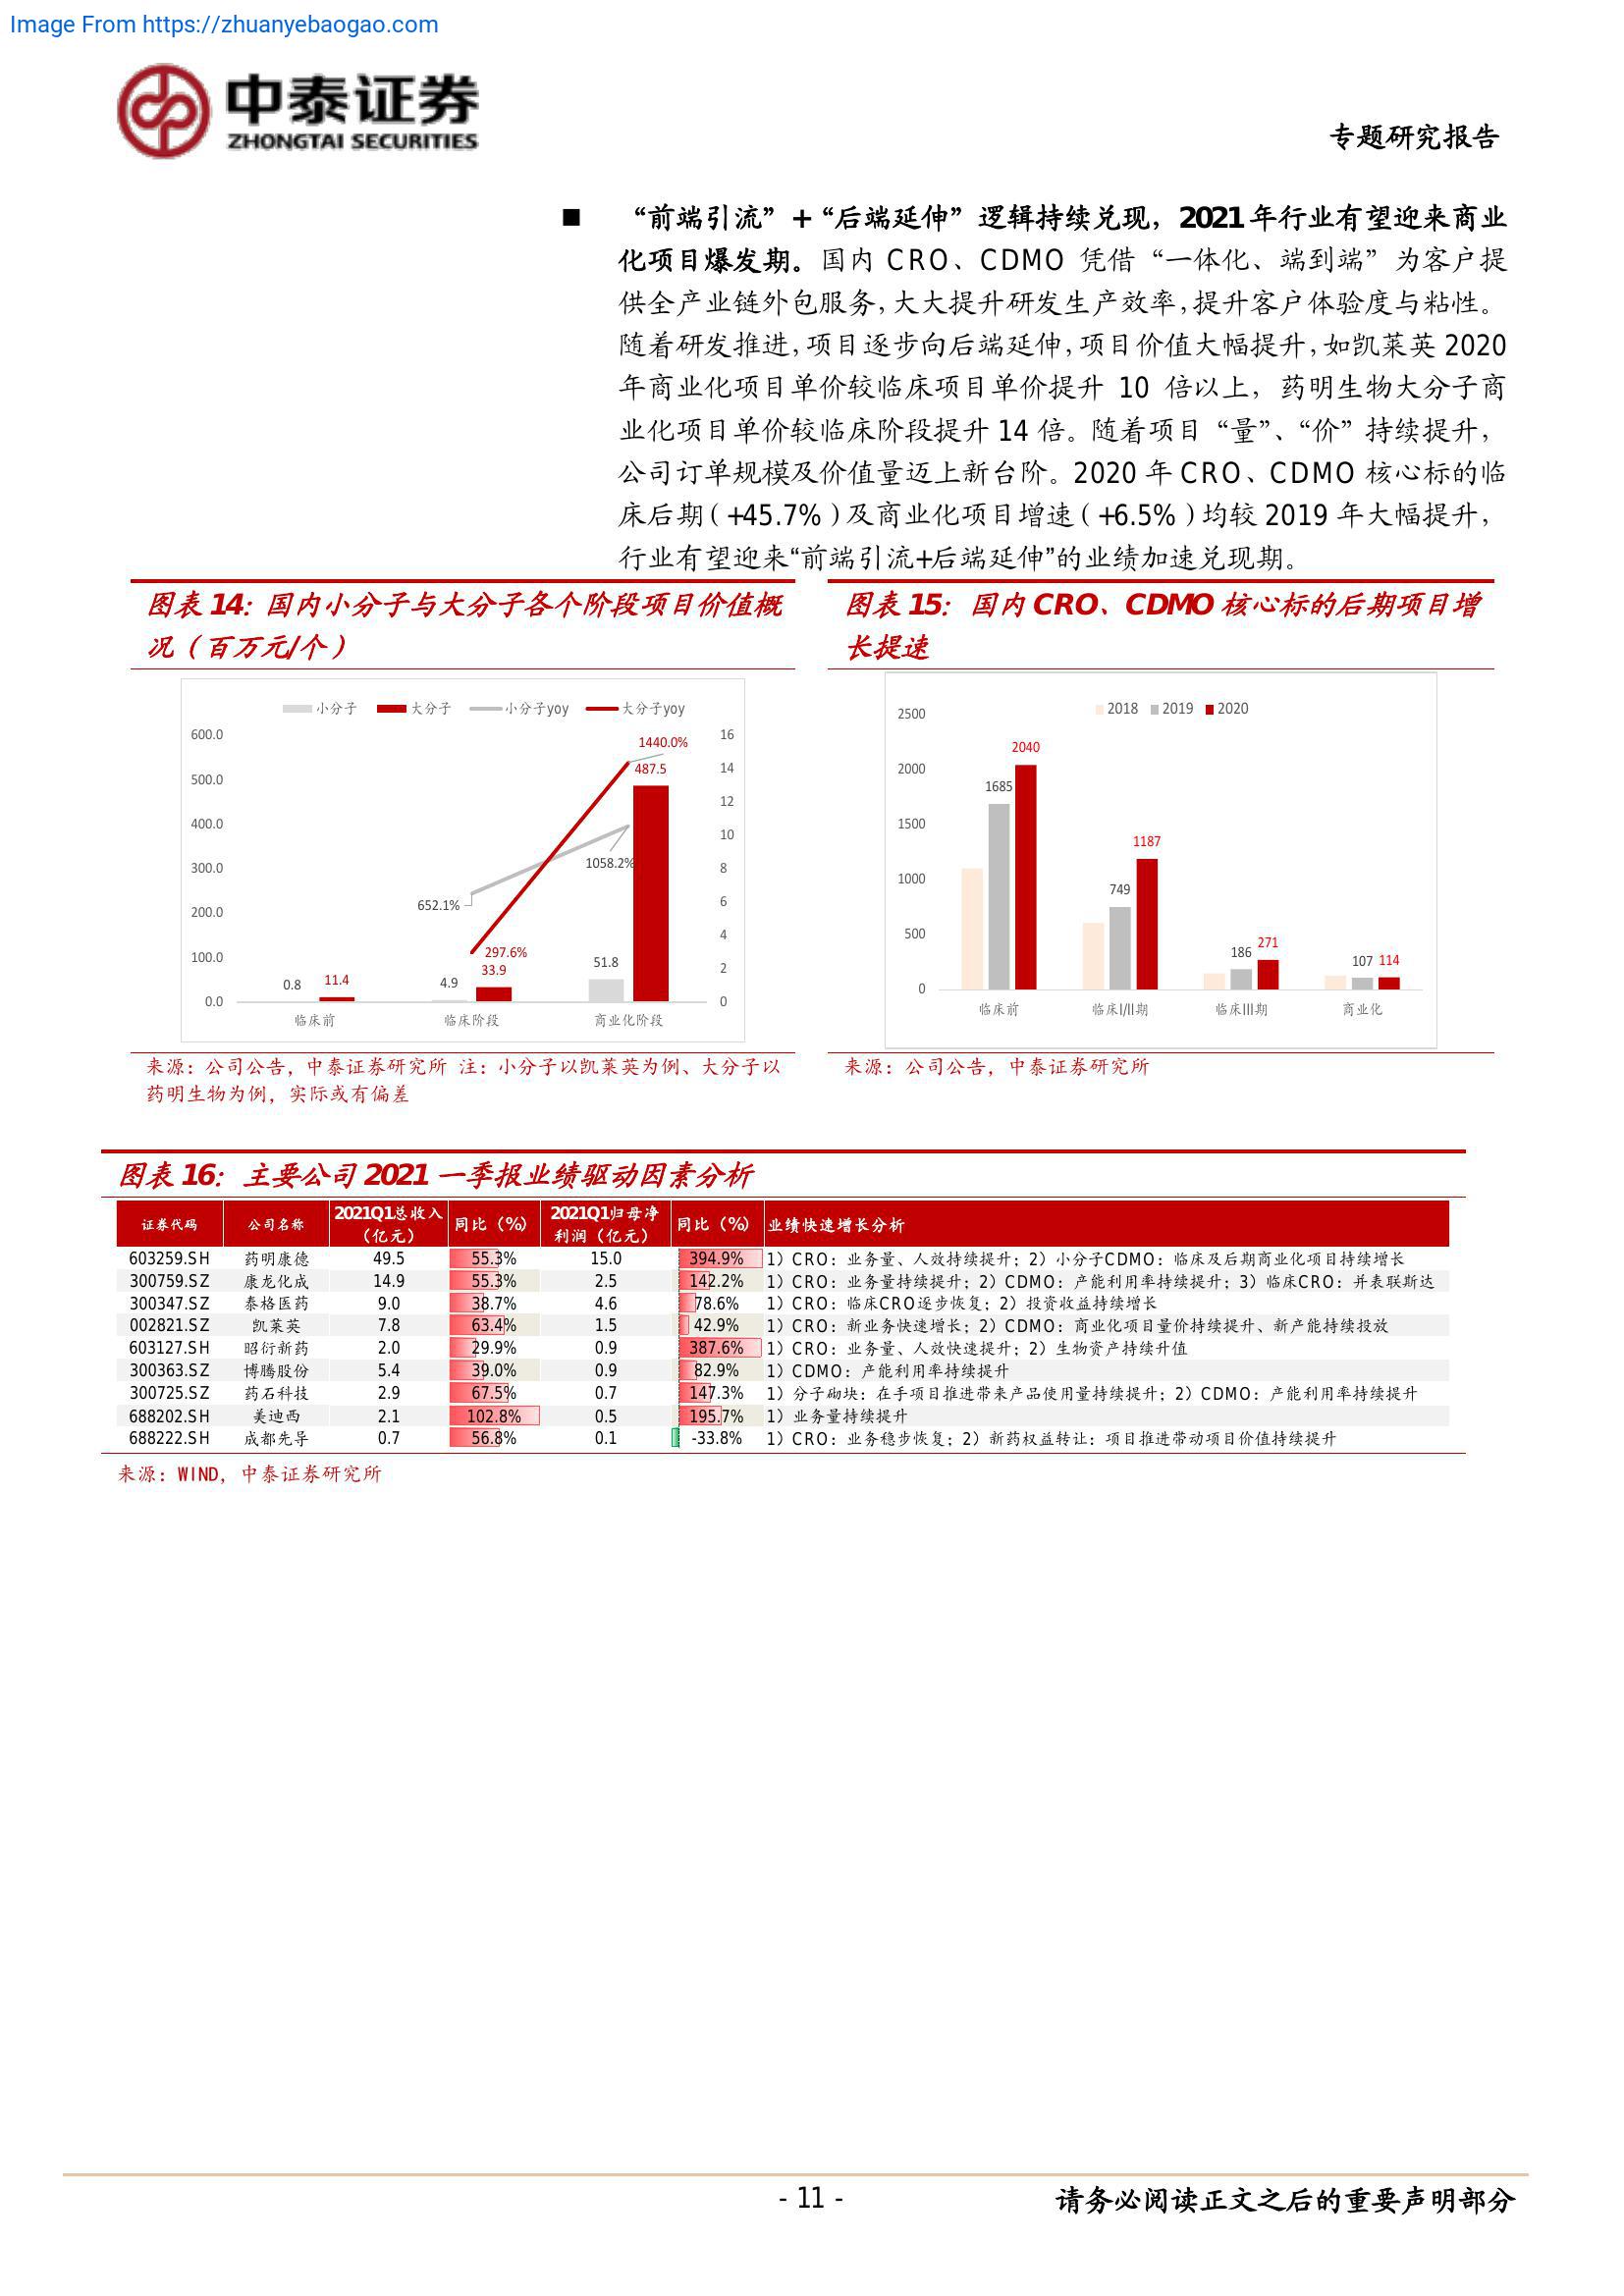 Image From https://zhuanyebaogao.com
中泰证券
ZHONGTAI SECURITIES
专题研究报告
■ “前端引流”+“后端延伸”逻辑持续兑现，2021年行业有望迎来商业
化项目爆发期。国内 CRO、CDMO 凭借“一体化、端到端”为客户提
供全产业链外包服务，大大提升研发生产效率，提升客户体验度与粘性。
随着研发推进，项目逐步向后端延伸，项目价值大幅提升，如凯莱英 2020
年商业化项目单价较临床项目单价提升 10 倍以上，药明生物大分子商
业化项目单价较临床阶段提升 14 倍。随着项目“量”、“价”持续提升，
公司订单规模及价值量迈上新台阶。2020 年 CRO、CDMO 核心标的临
床后期（+45.7%）及商业化项目增速（+6.5%）均较 2019 年大幅提升，
行业有望迎来“前端引流+后端延伸”的业绩加速兑现期。
图表 14：国内小分子与大分子各个阶段项目价值概
况（百万元/个）
小分子 大分子 小分子yoy 大分子yoy
600.0
500.0
400.0
300.0
200.0
100.0
0.0
16
14
12
10
8
6
4
2
0
1440.0%
487.5
1058.2%
652.1%
297.6%
33.9
51.8
4.9
0.8
11.4
临床前 临床阶段 商业化阶段
来源：公司公告，中泰证券研究所 注：小分子以凯莱英为例、大分子以
药明生物为例，实际或有偏差
图表 15：国内 CRO、CDMO 核心标的后期项目增
长提速
2018 2019 2020
2500
2000
1500
1000
500
0
1685 2040
749 1187
186 271
107 114
临床前 临床I/II期 临床III期 商业化
来源：公司公告，中泰证券研究所
图表 16：主要公司 2021 一季报业绩驱动因素分析
证券代码 公司名称 2021Q1总收入（亿元） 同比（%） 2021Q1归母净利润（亿元） 同比（%） 业绩快速增长分析
603259.SH 药明康德 49.5 55.3% 15.0 394.9% 1）CRO：业务量、人效持续提升；2）小分子CDMO：临床及后期商业化项目持续增长
300759.SZ 康龙化成 14.9 55.3% 2.5 142.2% 1）CRO：业务量持续提升；2）CDMO：产能利用率持续提升；3）临床CRO：并表联斯达
300347.SZ 泰格医药 9.0 38.7% 4.6 78.6% 1）CRO：临床CRO逐步恢复；2）投资收益持续增长
002821.SZ 凯莱英 7.8 63.4% 1.5 42.9% 1）CRO：新业务快速增长；2）CDMO：商业化项目量价持续提升、新产能持续投放
603127.SH 昭衍新药 2.0 29.9% 0.9 387.6% 1）CRO：业务量、人效快速提升；2）生物资产持续升值
300363.SZ 博腾股份 5.4 39.0% 0.9 82.9% 1）CDMO：产能利用率持续提升
300725.SZ 药石科技 2.9 67.5% 0.7 147.3% 1）分子砌块：在手项目推进带来产品使用量持续提升；2）CDMO：产能利用率持续提升
688202.SH 美迪西 2.1 102.8% 0.5 195.7% 1）业务量持续提升
688222.SH 成都先导 0.7 56.8% 0.1 -33.8% 1）CRO：业务稳步恢复；2）新药权益转让：项目推进带动项目价值持续提升
来源：WIND，中泰证券研究所
- 11 -
请务必阅读正文之后的重要声明部分